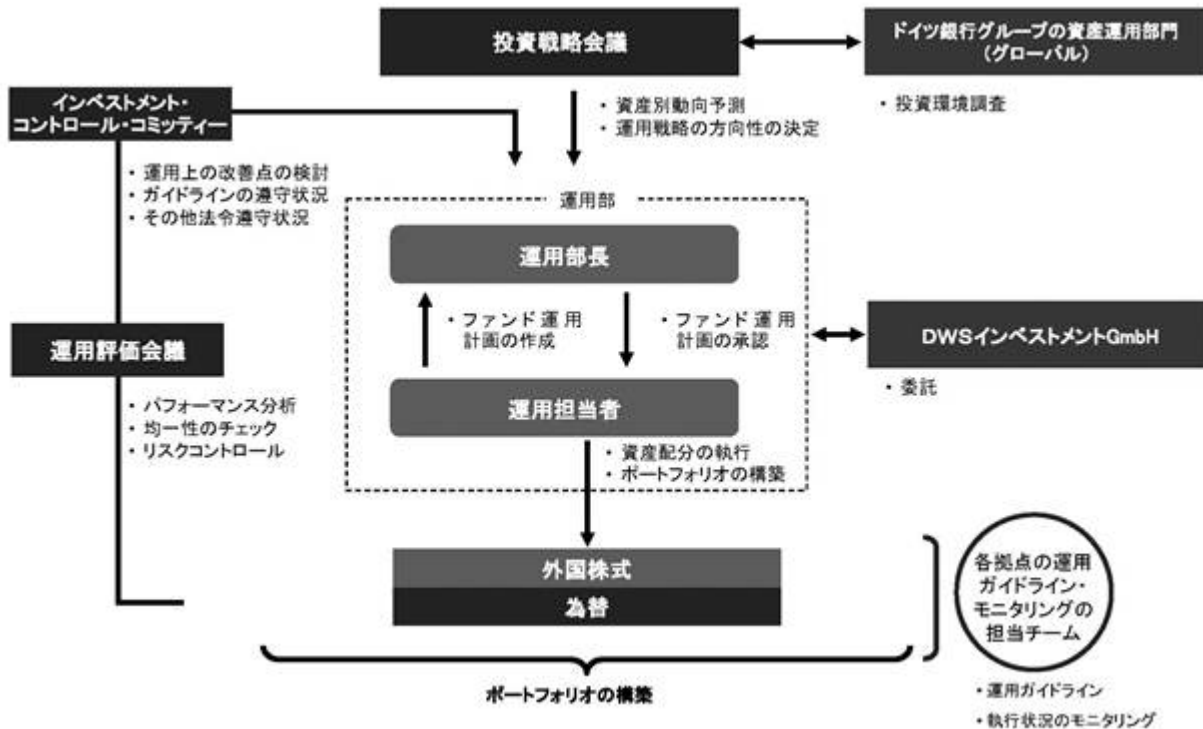 投資戦略会議
ドイツ銀行グループの資産運用部門
(グローバル)
・投資環境調査
・資産別動向予測
・運用戦略の方向性の決定
インベストメント・
コントロール・コミッティー
・運用上の改善点の検討
・ガイドラインの遵守状況
・その他法令遵守状況
運用部
運用部長
・ファンド運用
計画の作成
・ファンド運用
計画の承認
運用担当者
DWSインベストメントGmbH
・委託
運用評価会議
・パフォーマンス分析
・均一性のチェック
・リスクコントロール
・資産配分の執行
・ポートフォリオの構築
外国株式
為替
ポートフォリオの構築
各拠点の運用
ガイドライン・
モニタリングの
担当チーム
・運用ガイドライン
・執行状況のモニタリング